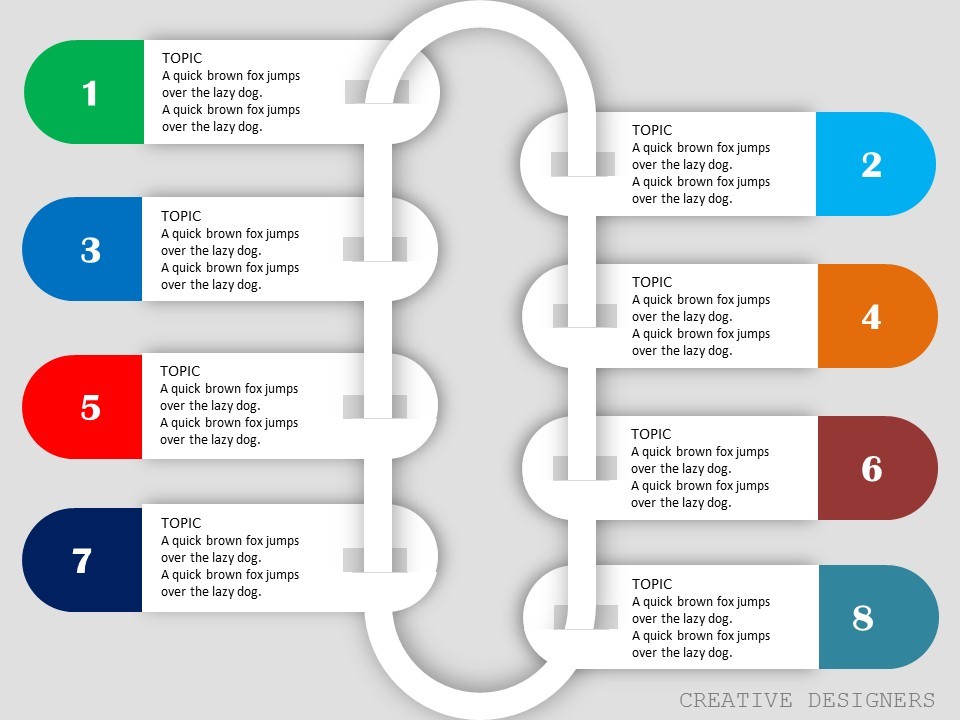 1
TOPIC
A quick brown fox jumps
over the lazy dog.
A quick brown fox jumps
over the lazy dog.
2
TOPIC
A quick brown fox jumps
over the lazy dog.
A quick brown fox jumps
over the lazy dog.
3
TOPIC
A quick brown fox jumps
over the lazy dog.
A quick brown fox jumps
over the lazy dog.
4
TOPIC
A quick brown fox jumps
over the lazy dog.
A quick brown fox jumps
over the lazy dog.
5
TOPIC
A quick brown fox jumps
over the lazy dog.
A quick brown fox jumps
over the lazy dog.
6
TOPIC
A quick brown fox jumps
over the lazy dog.
A quick brown fox jumps
over the lazy dog.
7
TOPIC
A quick brown fox jumps
over the lazy dog.
A quick brown fox jumps
over the lazy dog.
8
TOPIC
A quick brown fox jumps
over the lazy dog.
A quick brown fox jumps
over the lazy dog.
CREATIVE DESIGNERS